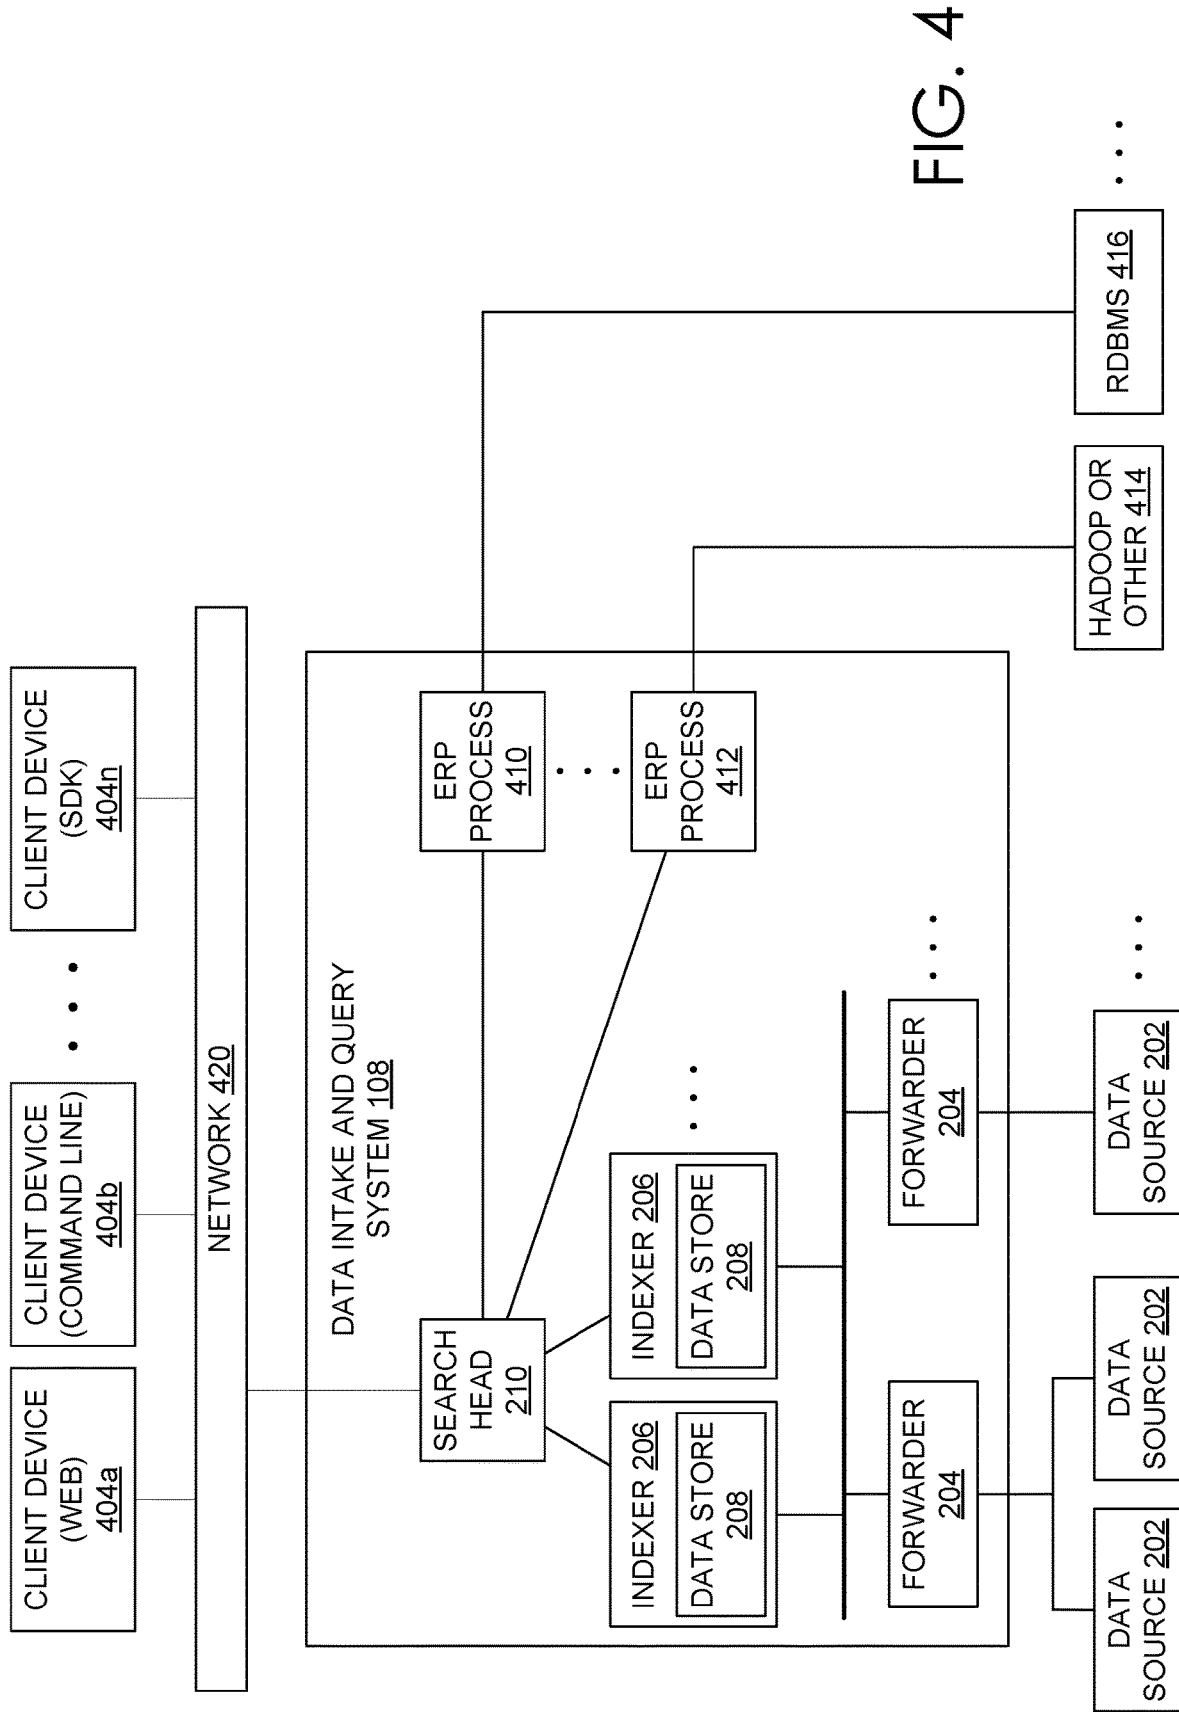 CLIENT DEVICE
(WEB)
404a
CLIENT DEVICE
(COMMAND LINE)
404b
• • •
CLIENT DEVICE
(SDK)
404n
NETWORK 420
DATA INTAKE AND QUERY
SYSTEM 108
SEARCH
HEAD
210
ERP
PROCESS
410
• • •
ERP
PROCESS
412
INDEXER 206
DATA STORE
208
INDEXER 206
DATA STORE
208
• • •
FORWARDER
204
FORWARDER
204
• • •
DATA
SOURCE 202
DATA
SOURCE 202
DATA
SOURCE 202
• • •
HADOOP OR
OTHER 414
RDBMS 416
• • •
FIG. 4